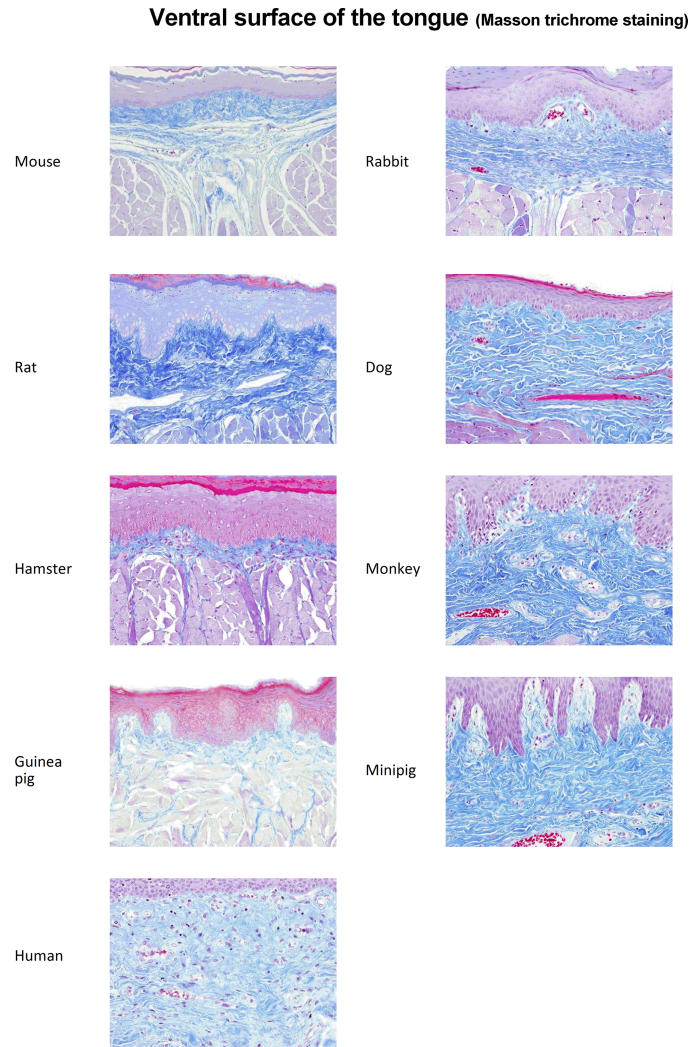 Ventral surface of the tongue (Masson trichrome staining)
Mouse
Rabbit
Rat
Dog
Hamster
Monkey
Guinea
pig
Minipig
Human